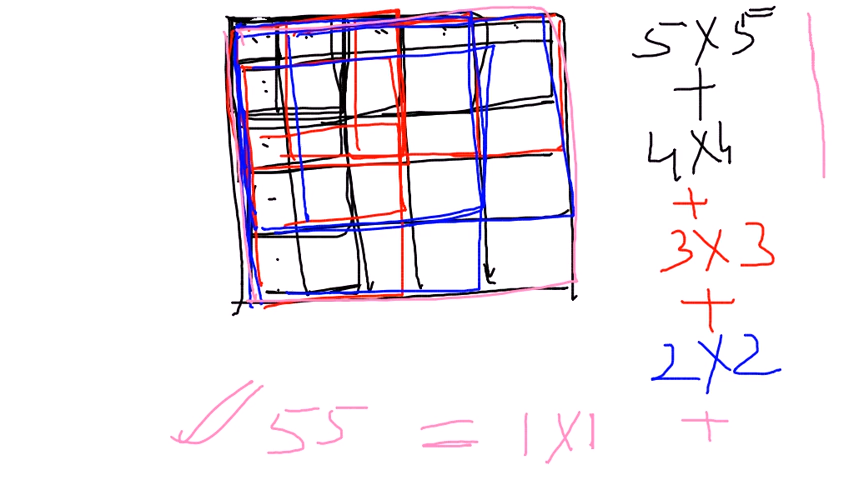 5X5=
+
4X4
+
3X3
+
2X2
+
55 = 1X1